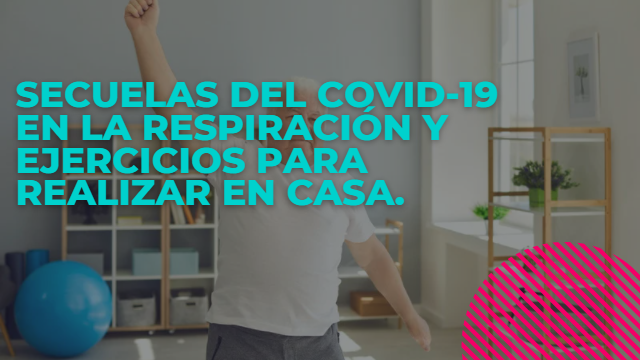 SECUELAS DEL COVID-19
EN LA RESPIRACIÓN Y
EJERCICIOS PARA
REALIZAR EN CASA.